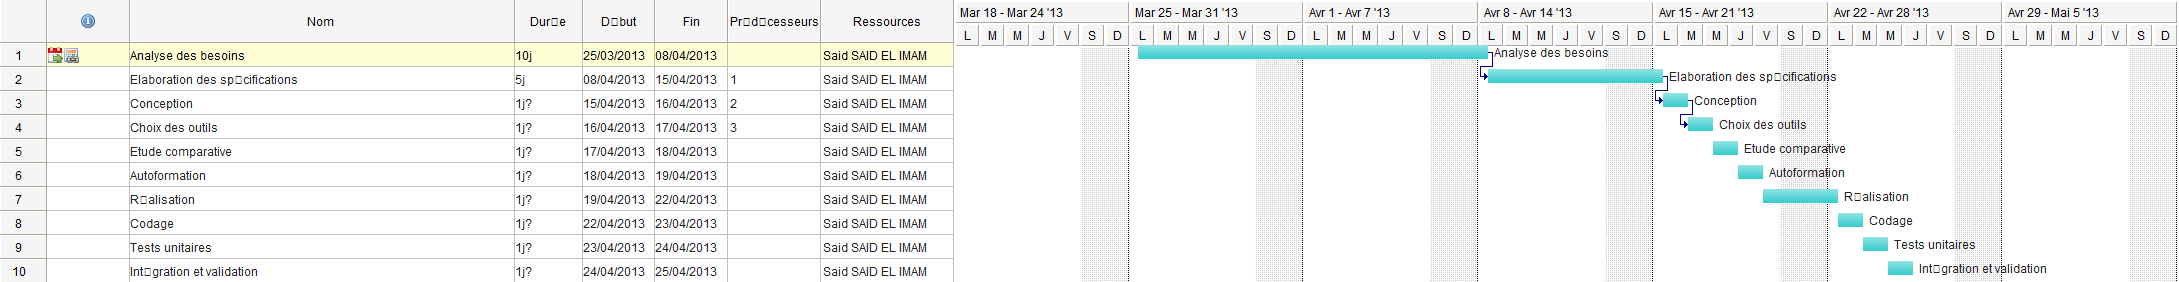 Nom Dur□e D□but Fin Pr□d□cesseurs Ressources
Mar 18 - Mar 24 '13 Mar 25 - Mar 31 '13 Avr 1 - Avr 7 '13 Avr 8 - Avr 14 '13 Avr 15 - Avr 21 '13 Avr 22 - Avr 28 '13 Avr 29 - Mai 5 '13
L M M J V S D L M M J V S D L M M J V S D L M M J V S D L M M J V S D L M M J V S D L M M J V S D
1 Analyse des besoins 10j 25/03/2013 08/04/2013 Said SAID EL IMAM Analyse des besoins
2 Elaboration des sp□cifications 5j 08/04/2013 15/04/2013 1 Said SAID EL IMAM Elaboration des sp□cifications
3 Conception 1j? 15/04/2013 16/04/2013 2 Said SAID EL IMAM Conception
4 Choix des outils 1j? 16/04/2013 17/04/2013 3 Said SAID EL IMAM Choix des outils
5 Etude comparative 1j? 17/04/2013 18/04/2013 Said SAID EL IMAM Etude comparative
6 Autoformation 1j? 18/04/2013 19/04/2013 Said SAID EL IMAM Autoformation
7 R□alisation 1j? 19/04/2013 22/04/2013 Said SAID EL IMAM R□alisation
8 Codage 1j? 22/04/2013 23/04/2013 Said SAID EL IMAM Codage
9 Tests unitaires 1j? 23/04/2013 24/04/2013 Said SAID EL IMAM Tests unitaires
10 Int□gration et validation 1j? 24/04/2013 25/04/2013 Said SAID EL IMAM Int□gration et validation